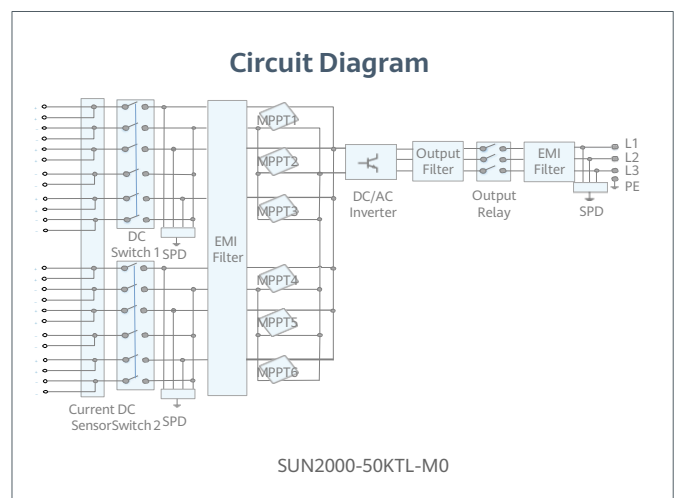 Circuit Diagram
MPPT1
MPPT2
MPPT3
DC
Switch 1
SPD
EMI
Filter
MPPT4
MPPT5
MPPT6
Current DC
SensorSwitch 2
SPD
DC/AC
Inverter
Output
Filter
Output
Relay
EMI
Filter
SPD
L1
L2
L3
PE
SUN2000-50KTL-M0